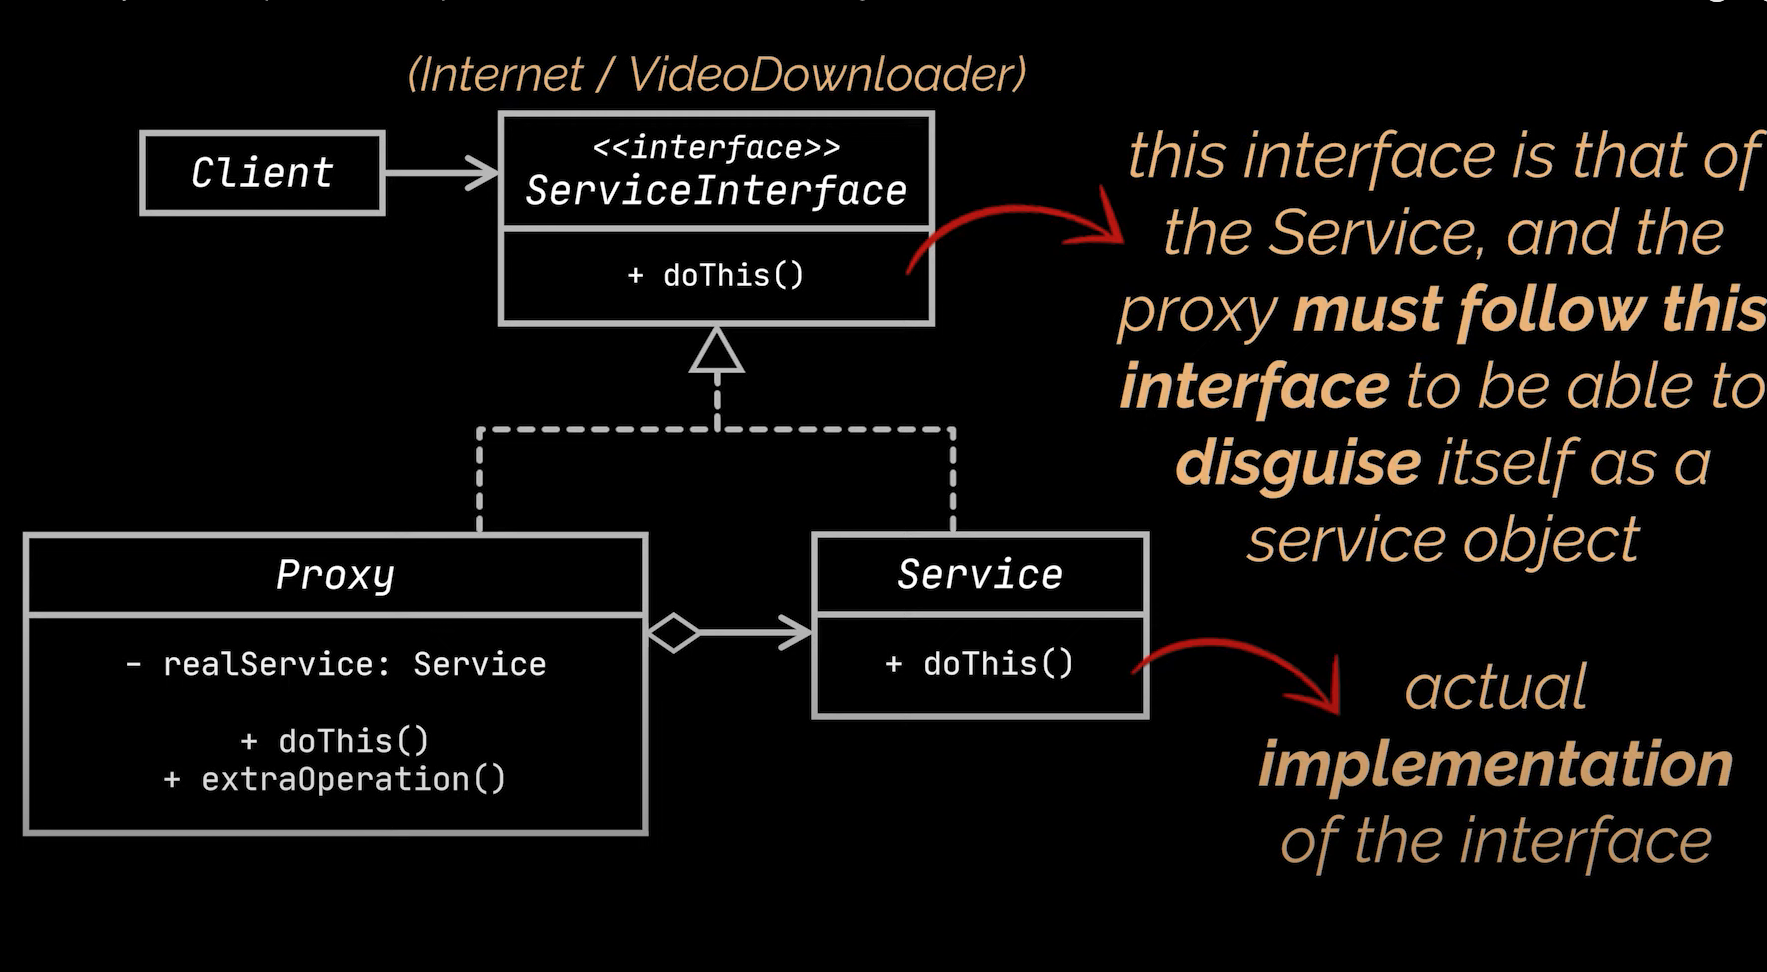 (Internet / VideoDownloader)
Client
<<interface>>
ServiceInterface
+ doThis()
this interface is that of
the Service, and the
proxy must follow this
interface to be able to
disguise itself as a
service object
Proxy
- realService: Service
+ doThis()
+ extraOperation()
Service
+ doThis()
actual
implementation
of the interface